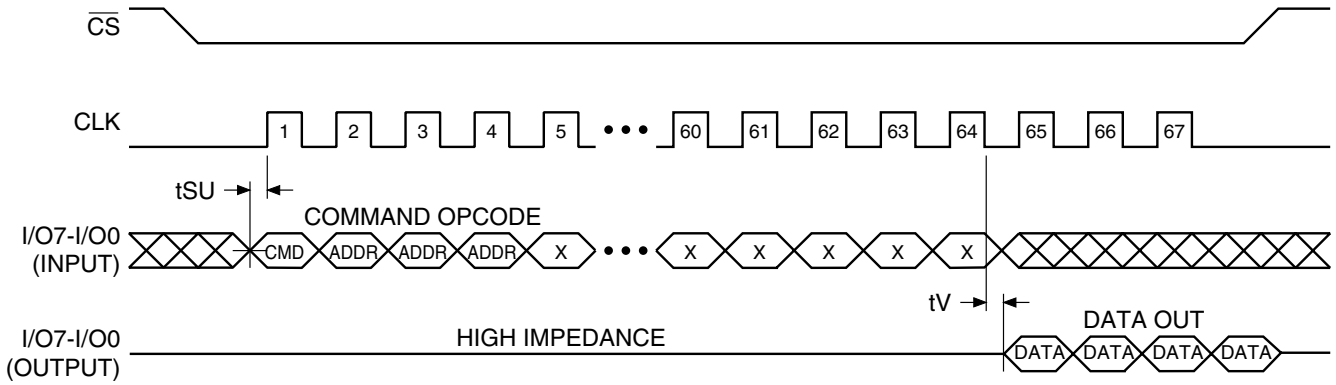 CS
CLK
1 2 3 4 5 ••• 60 61 62 63 64 65 66 67
tSU
COMMAND OPCODE
I/O7-I/O0
(INPUT)
CMD ADDR ADDR ADDR X ••• X X X X X
tV
DATA OUT
I/O7-I/O0
(OUTPUT)
HIGH IMPEDANCE
DATA DATA DATA DATA